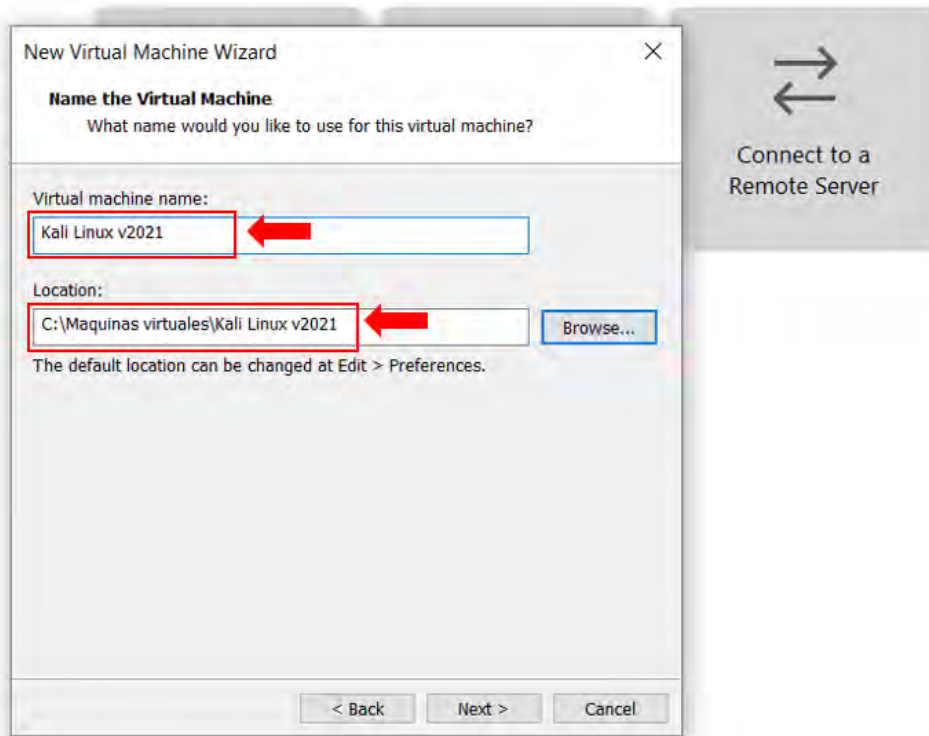 New Virtual Machine Wizard
Name the Virtual Machine
What name would you like to use for this virtual machine?
Virtual machine name:
Kali Linux v2021
Location:
C:\Maquinas virtuales\Kali Linux v2021
Browse...
The default location can be changed at Edit > Preferences.
< Back
Next >
Cancel
Connect to a
Remote Server